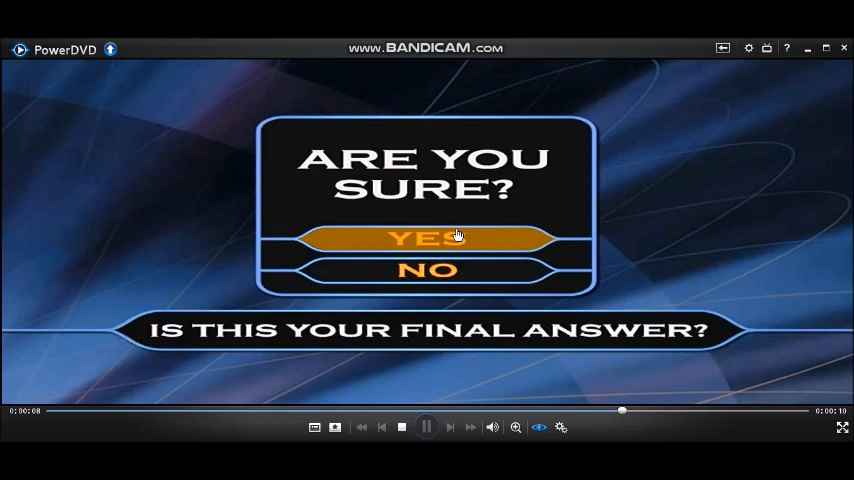 PowerDVD
www.BANDICAM.com
?
ARE YOU
SURE?
YES
NO
IS THIS YOUR FINAL ANSWER?
0:00:08
0:00:10